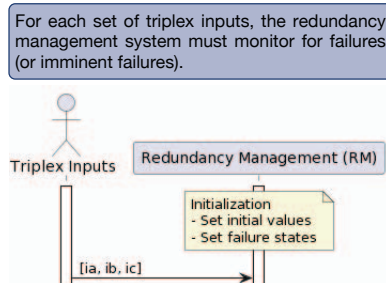 For each set of triplex inputs, the redundancy
management system must monitor for failures
(or imminent failures).
Triplex Inputs
Redundancy Management (RM)
Initialization
- Set initial values
- Set failure states
[ia, ib, ic]